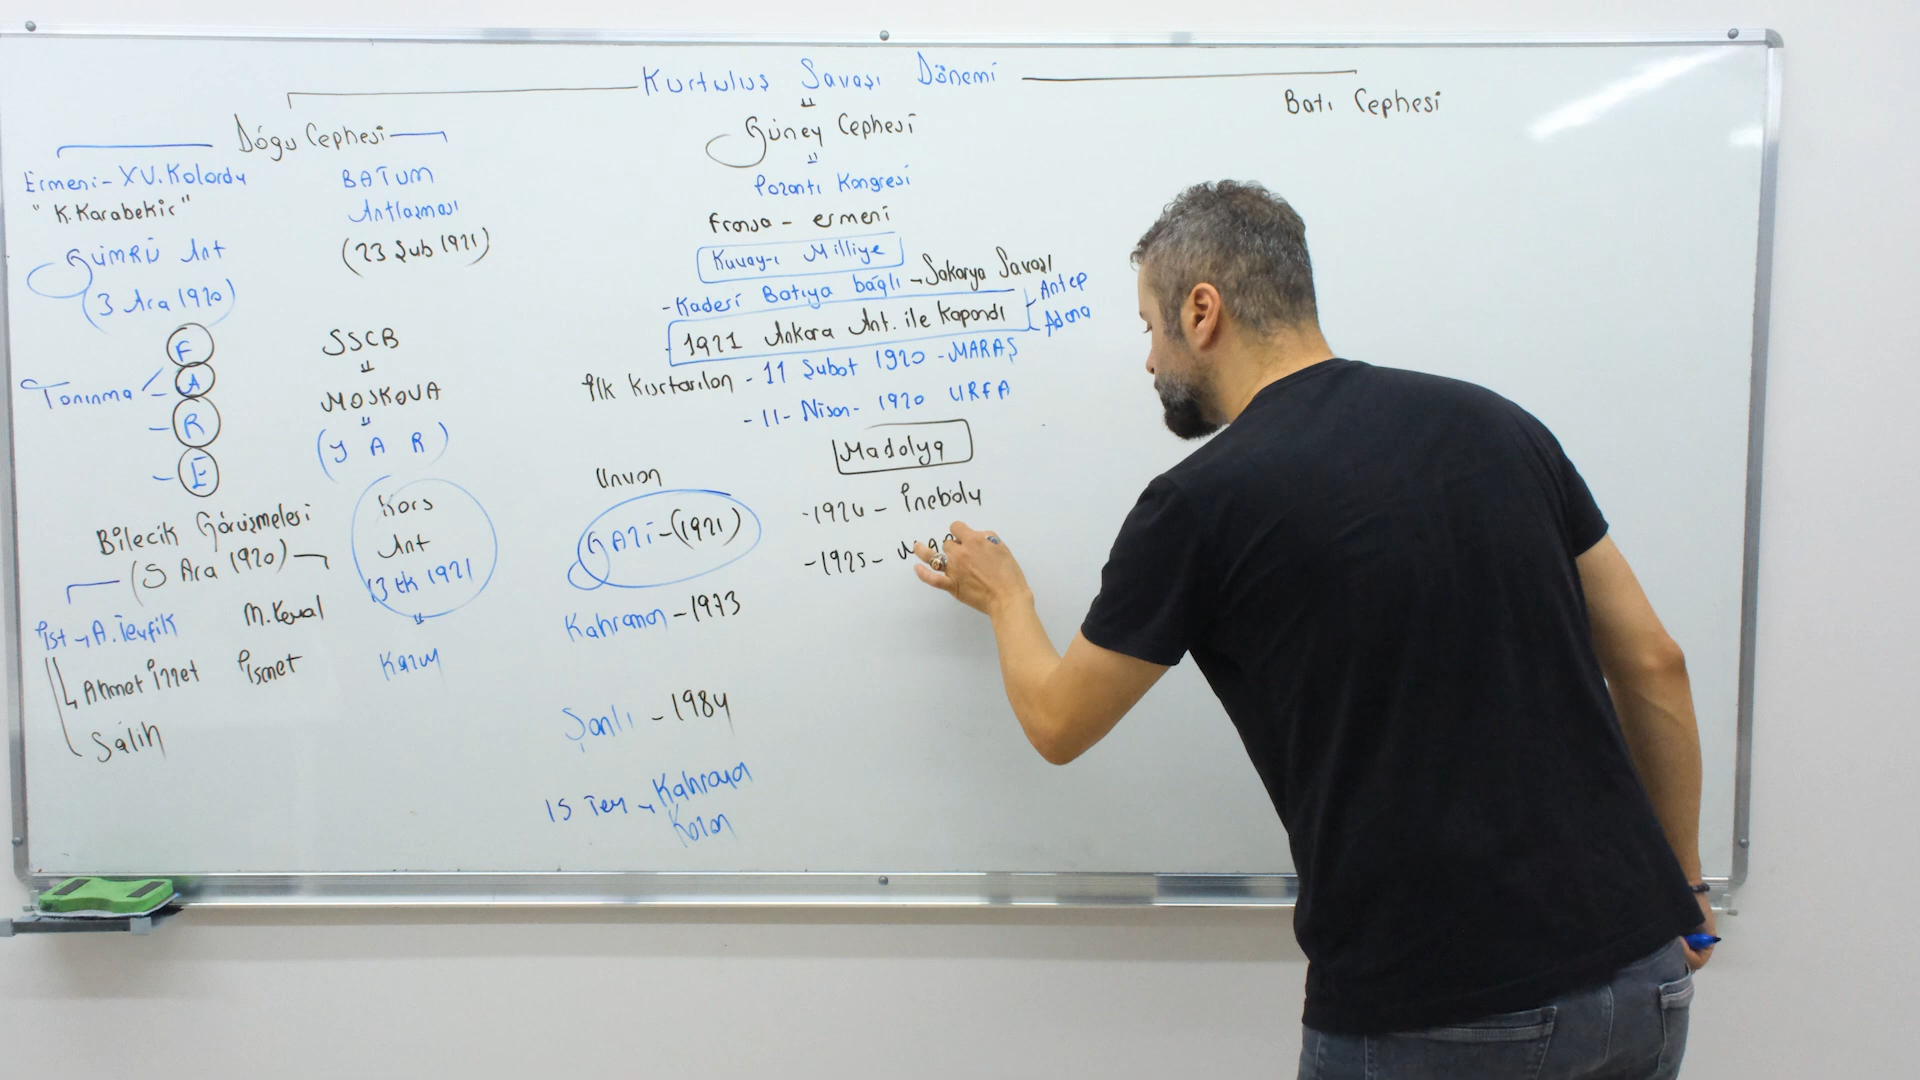 Kurtuluş Savaşı Dönemi
Doğu Cephesi
Ermeni - XV. Kolordu
"K. Karabekir"
GÜMRÜ Ant
(3 Ara 1920)
F
A
R
E
Tanınma
BATUM
Antlaşması
(23 Şub 1921)
SSCB
MOSKOVA
(Y A R)
Bilecik Görüşmeleri
(5 Ara 1920)
İst → A. Tevfik
Ahmet İzzet
Salih
M. Kemal
İsmet
Kars
Ant
13 Ek 1921
Kazım
Güney Cephesi
Pozantı Kongresi
Fransa - ermeni
Kuvay-ı Milliye
- Kaderi Batıya bağlı → Sakarya Savaşı
- 1921 Ankara Ant. ile Kapandı
Antep
Adana
İlk Kurtarılan - 11 Şubat 1920 - MARAŞ
- 11 - Nisan - 1920 URFA
Ünvan
GAZİ - (1921)
Kahraman - 1973
Şanlı - 1984
15 Tem → Kahraman
Kazan
Madalya
- 1924 - İnebolu
- 1925 -
Batı Cephesi